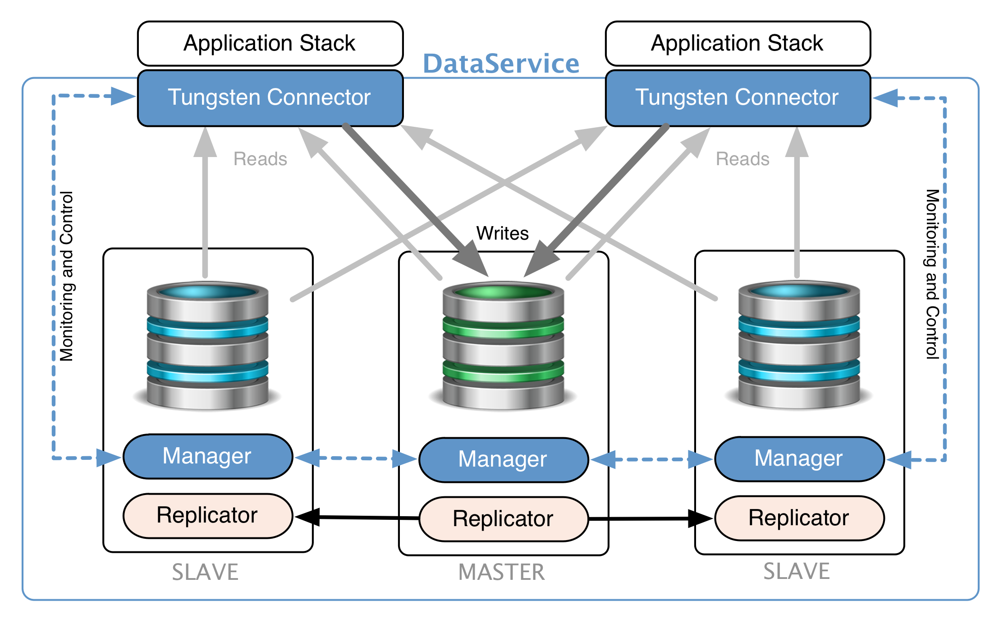 Application Stack
Application Stack
DataService
Tungsten Connector
Tungsten Connector
Reads
Reads
Monitoring and Control
Monitoring and Control
Writes
Manager
Manager
Manager
Replicator
Replicator
Replicator
SLAVE
MASTER
SLAVE